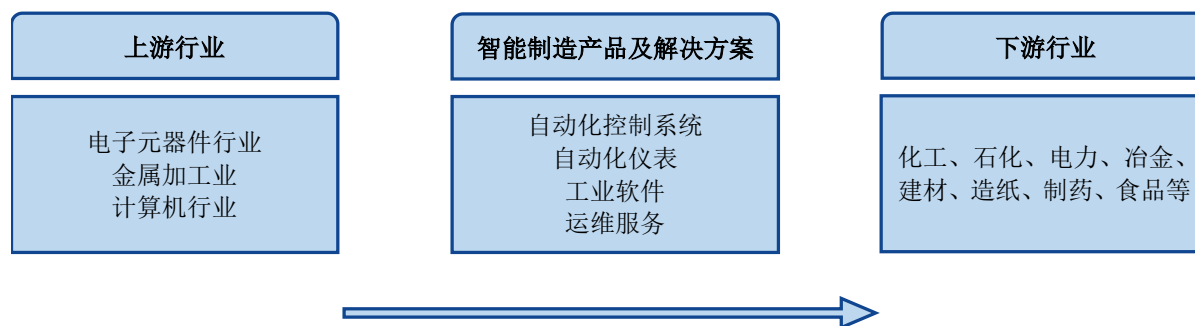 上游行业
电子元器件行业
金属加工业
计算机行业
智能制造产品及解决方案
自动化控制系统
自动化仪表
工业软件
运维服务
下游行业
化工、石化、电力、冶金、
建材、造纸、制药、食品等